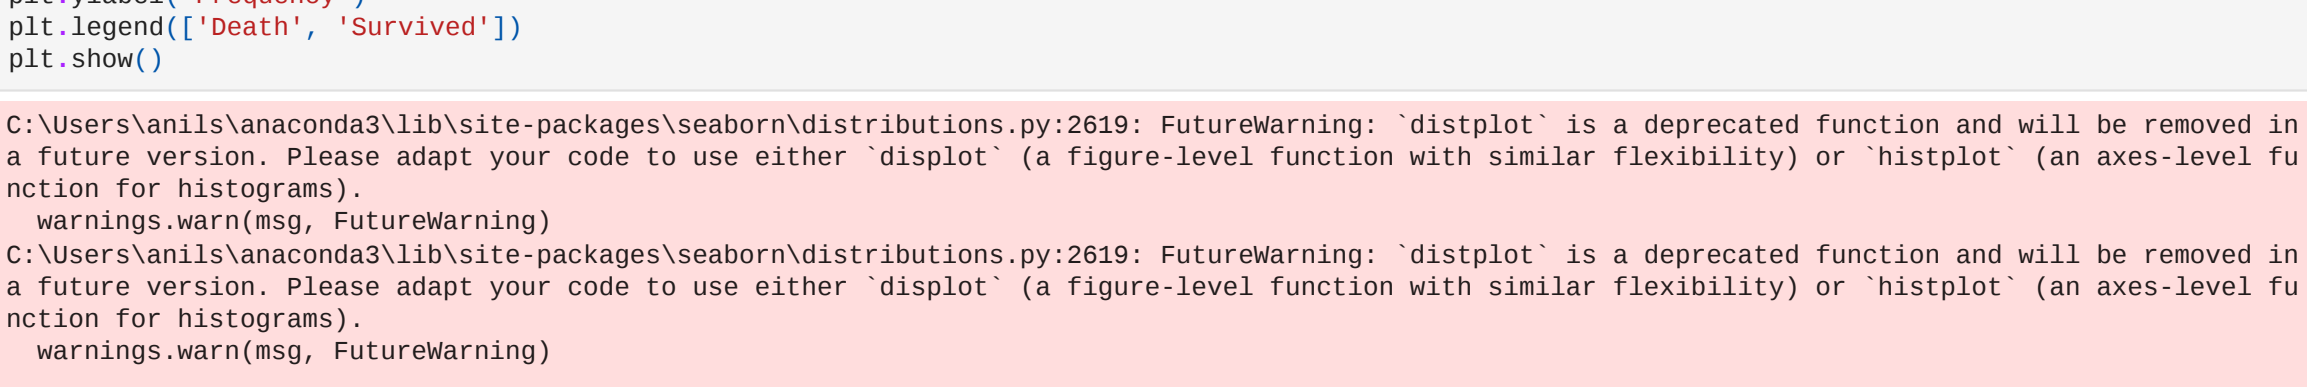 plt.ylabel('Frequency')
plt.legend(['Death', 'Survived'])
plt.show()
C:\Users\anils\anaconda3\lib\site-packages\seaborn\distributions.py:2619: FutureWarning: `distplot` is a deprecated function and will be removed in
a future version. Please adapt your code to use either `displot` (a figure-level function with similar flexibility) or `histplot` (an axes-level fu
nction for histograms).
  warnings.warn(msg, FutureWarning)
C:\Users\anils\anaconda3\lib\site-packages\seaborn\distributions.py:2619: FutureWarning: `distplot` is a deprecated function and will be removed in
a future version. Please adapt your code to use either `displot` (a figure-level function with similar flexibility) or `histplot` (an axes-level fu
nction for histograms).
  warnings.warn(msg, FutureWarning)